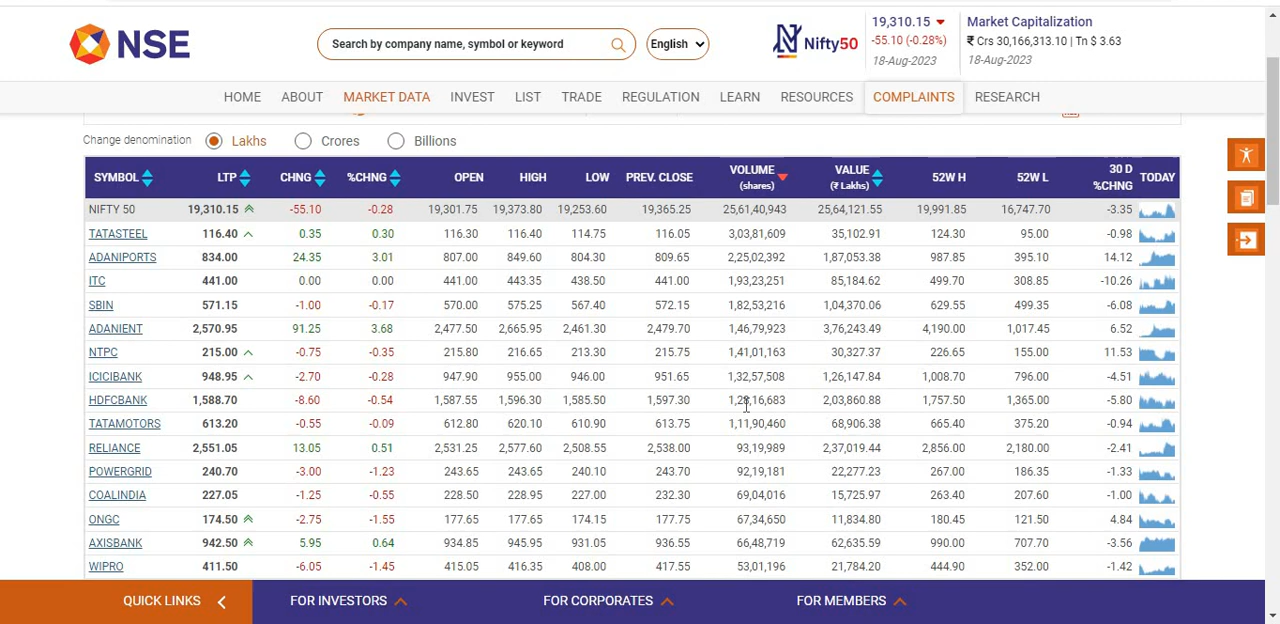 NSE
Search by company name, symbol or keyword
English
Nifty50
19,310.15
-55.10 (-0.28%)
18-Aug-2023
Market Capitalization
₹ Crs 30,166,313.10 | Tn $ 3.63
18-Aug-2023
HOME ABOUT MARKET DATA INVEST LIST TRADE REGULATION LEARN RESOURCES COMPLAINTS RESEARCH
Change denomination Lakhs Crores Billions
SYMBOL LTP CHNG %CHNG OPEN HIGH LOW PREV. CLOSE VOLUME (shares) VALUE (₹ Lakhs) 52W H 52W L 30 D %CHNG TODAY
NIFTY 50 19,310.15 -55.10 -0.28 19,301.75 19,373.80 19,253.60 19,365.25 25,61,40,943 25,64,121.55 19,991.85 16,747.70 -3.35
TATASTEEL 116.40 0.35 0.30 116.30 116.40 114.75 116.05 3,03,81,609 35,102.91 124.30 95.00 -0.98
ADANIPORTS 834.00 24.35 3.01 807.00 849.60 804.30 809.65 2,25,02,392 1,87,053.38 987.85 395.10 14.12
ITC 441.00 0.00 0.00 441.00 443.35 438.50 441.00 1,93,23,251 85,184.62 499.70 308.85 -10.26
SBIN 571.15 -1.00 -0.17 570.00 575.25 567.40 572.15 1,82,53,216 1,04,370.06 629.55 499.35 -6.08
ADANIENT 2,570.95 91.25 3.68 2,477.50 2,665.95 2,461.30 2,479.70 1,46,79,923 3,76,243.49 4,190.00 1,017.45 6.52
NTPC 215.00 -0.75 -0.35 215.80 216.65 213.30 215.75 1,41,01,163 30,327.37 226.65 155.00 11.53
ICICIBANK 948.95 -2.70 -0.28 947.90 955.00 946.00 951.65 1,32,57,508 1,26,147.84 1,008.70 796.00 -4.51
HDFCBANK 1,588.70 -8.60 -0.54 1,587.55 1,596.30 1,585.50 1,597.30 1,28,16,683 2,03,860.88 1,757.50 1,365.00 -5.80
TATAMOTORS 613.20 -0.55 -0.09 612.00 620.10 610.90 613.75 1,11,90,460 68,906.38 665.40 375.20 -0.94
RELIANCE 2,551.05 13.05 0.51 2,531.25 2,577.60 2,508.55 2,538.00 93,19,989 2,37,019.44 2,856.00 2,180.00 -2.41
POWERGRID 240.70 -3.00 -1.23 243.65 243.65 240.10 243.70 92,19,181 22,277.23 267.00 186.35 -1.33
COALINDIA 227.05 -1.25 -0.55 228.50 228.95 227.00 232.30 69,04,016 15,725.97 263.40 207.60 -1.00
ONGC 174.50 -2.75 -1.55 177.65 177.65 174.15 177.75 67,34,650 11,834.80 180.45 121.50 4.84
AXISBANK 942.50 5.95 0.64 934.85 945.95 931.05 936.55 66,48,719 62,635.59 990.00 707.70 -3.56
WIPRO 411.50 -6.05 -1.45 415.05 416.35 408.00 417.55 53,01,196 21,784.20 444.90 352.00 -1.42
QUICK LINKS FOR INVESTORS FOR CORPORATES FOR MEMBERS